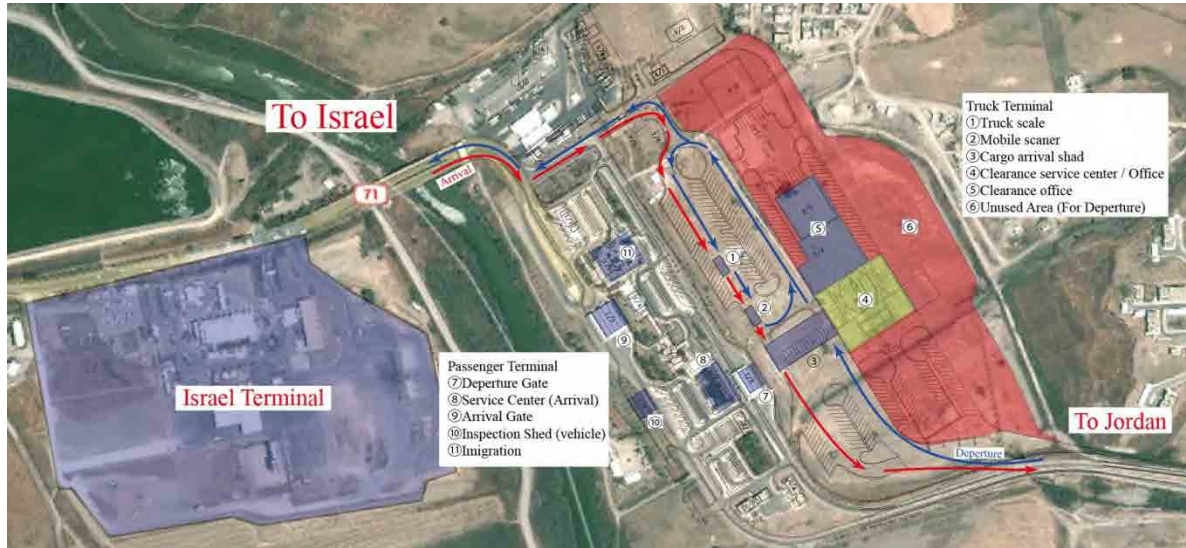 To Israel
71
Arrival
Israel Terminal
Passenger Terminal
⑦Departure Gate
⑧Service Center (Arrival)
⑨Arrival Gate
⑩Inspection Shed (vehicle)
⑪Imigration
Truck Terminal
①Truck scale
②Mobile scaner
③Cargo arrival shad
④Clearance service center / Office
⑤Clearance office
⑥Unused Area (For Deperture)
⑪
⑨
⑩
⑧
⑦
①
②
③
④
⑤
⑥
To Jordan
Deperture